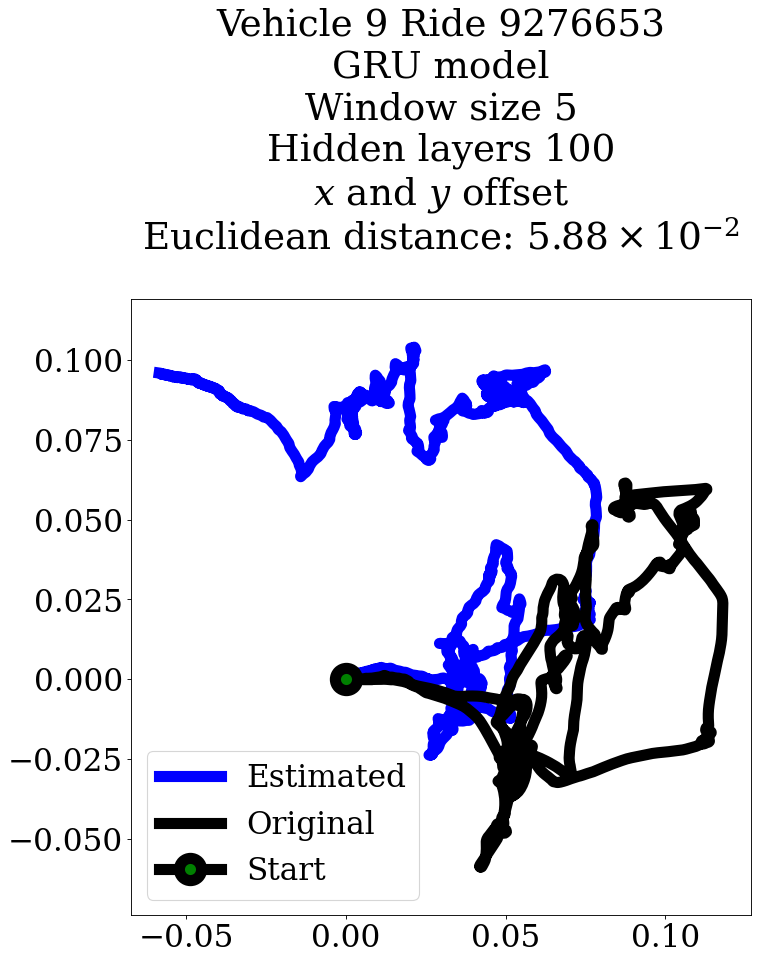 Vehicle 9 Ride 9276653
GRU model
Window size 5
Hidden layers 100
x and y offset
Euclidean distance: 5.88 × 10⁻²
0.100
0.075
0.050
0.025
0.000
−0.025
−0.050
Estimated
Original
Start
−0.05 0.00 0.05 0.10